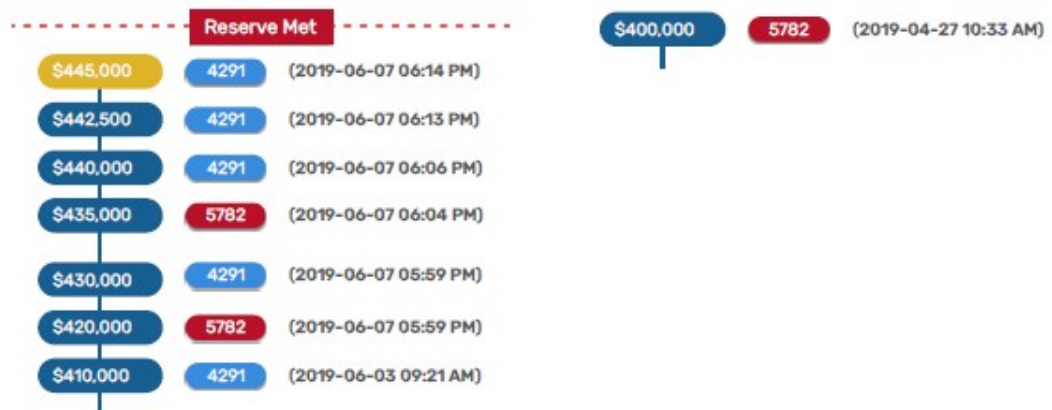 Reserve Met
$445,000 4291 (2019-06-07 06:14 PM)
$442,500 4291 (2019-06-07 06:13 PM)
$440,000 4291 (2019-06-07 06:06 PM)
$435,000 5782 (2019-06-07 06:04 PM)
$430,000 4291 (2019-06-07 05:59 PM)
$420,000 5782 (2019-06-07 05:59 PM)
$410,000 4291 (2019-06-03 09:21 AM)
$400,000 5782 (2019-04-27 10:33 AM)